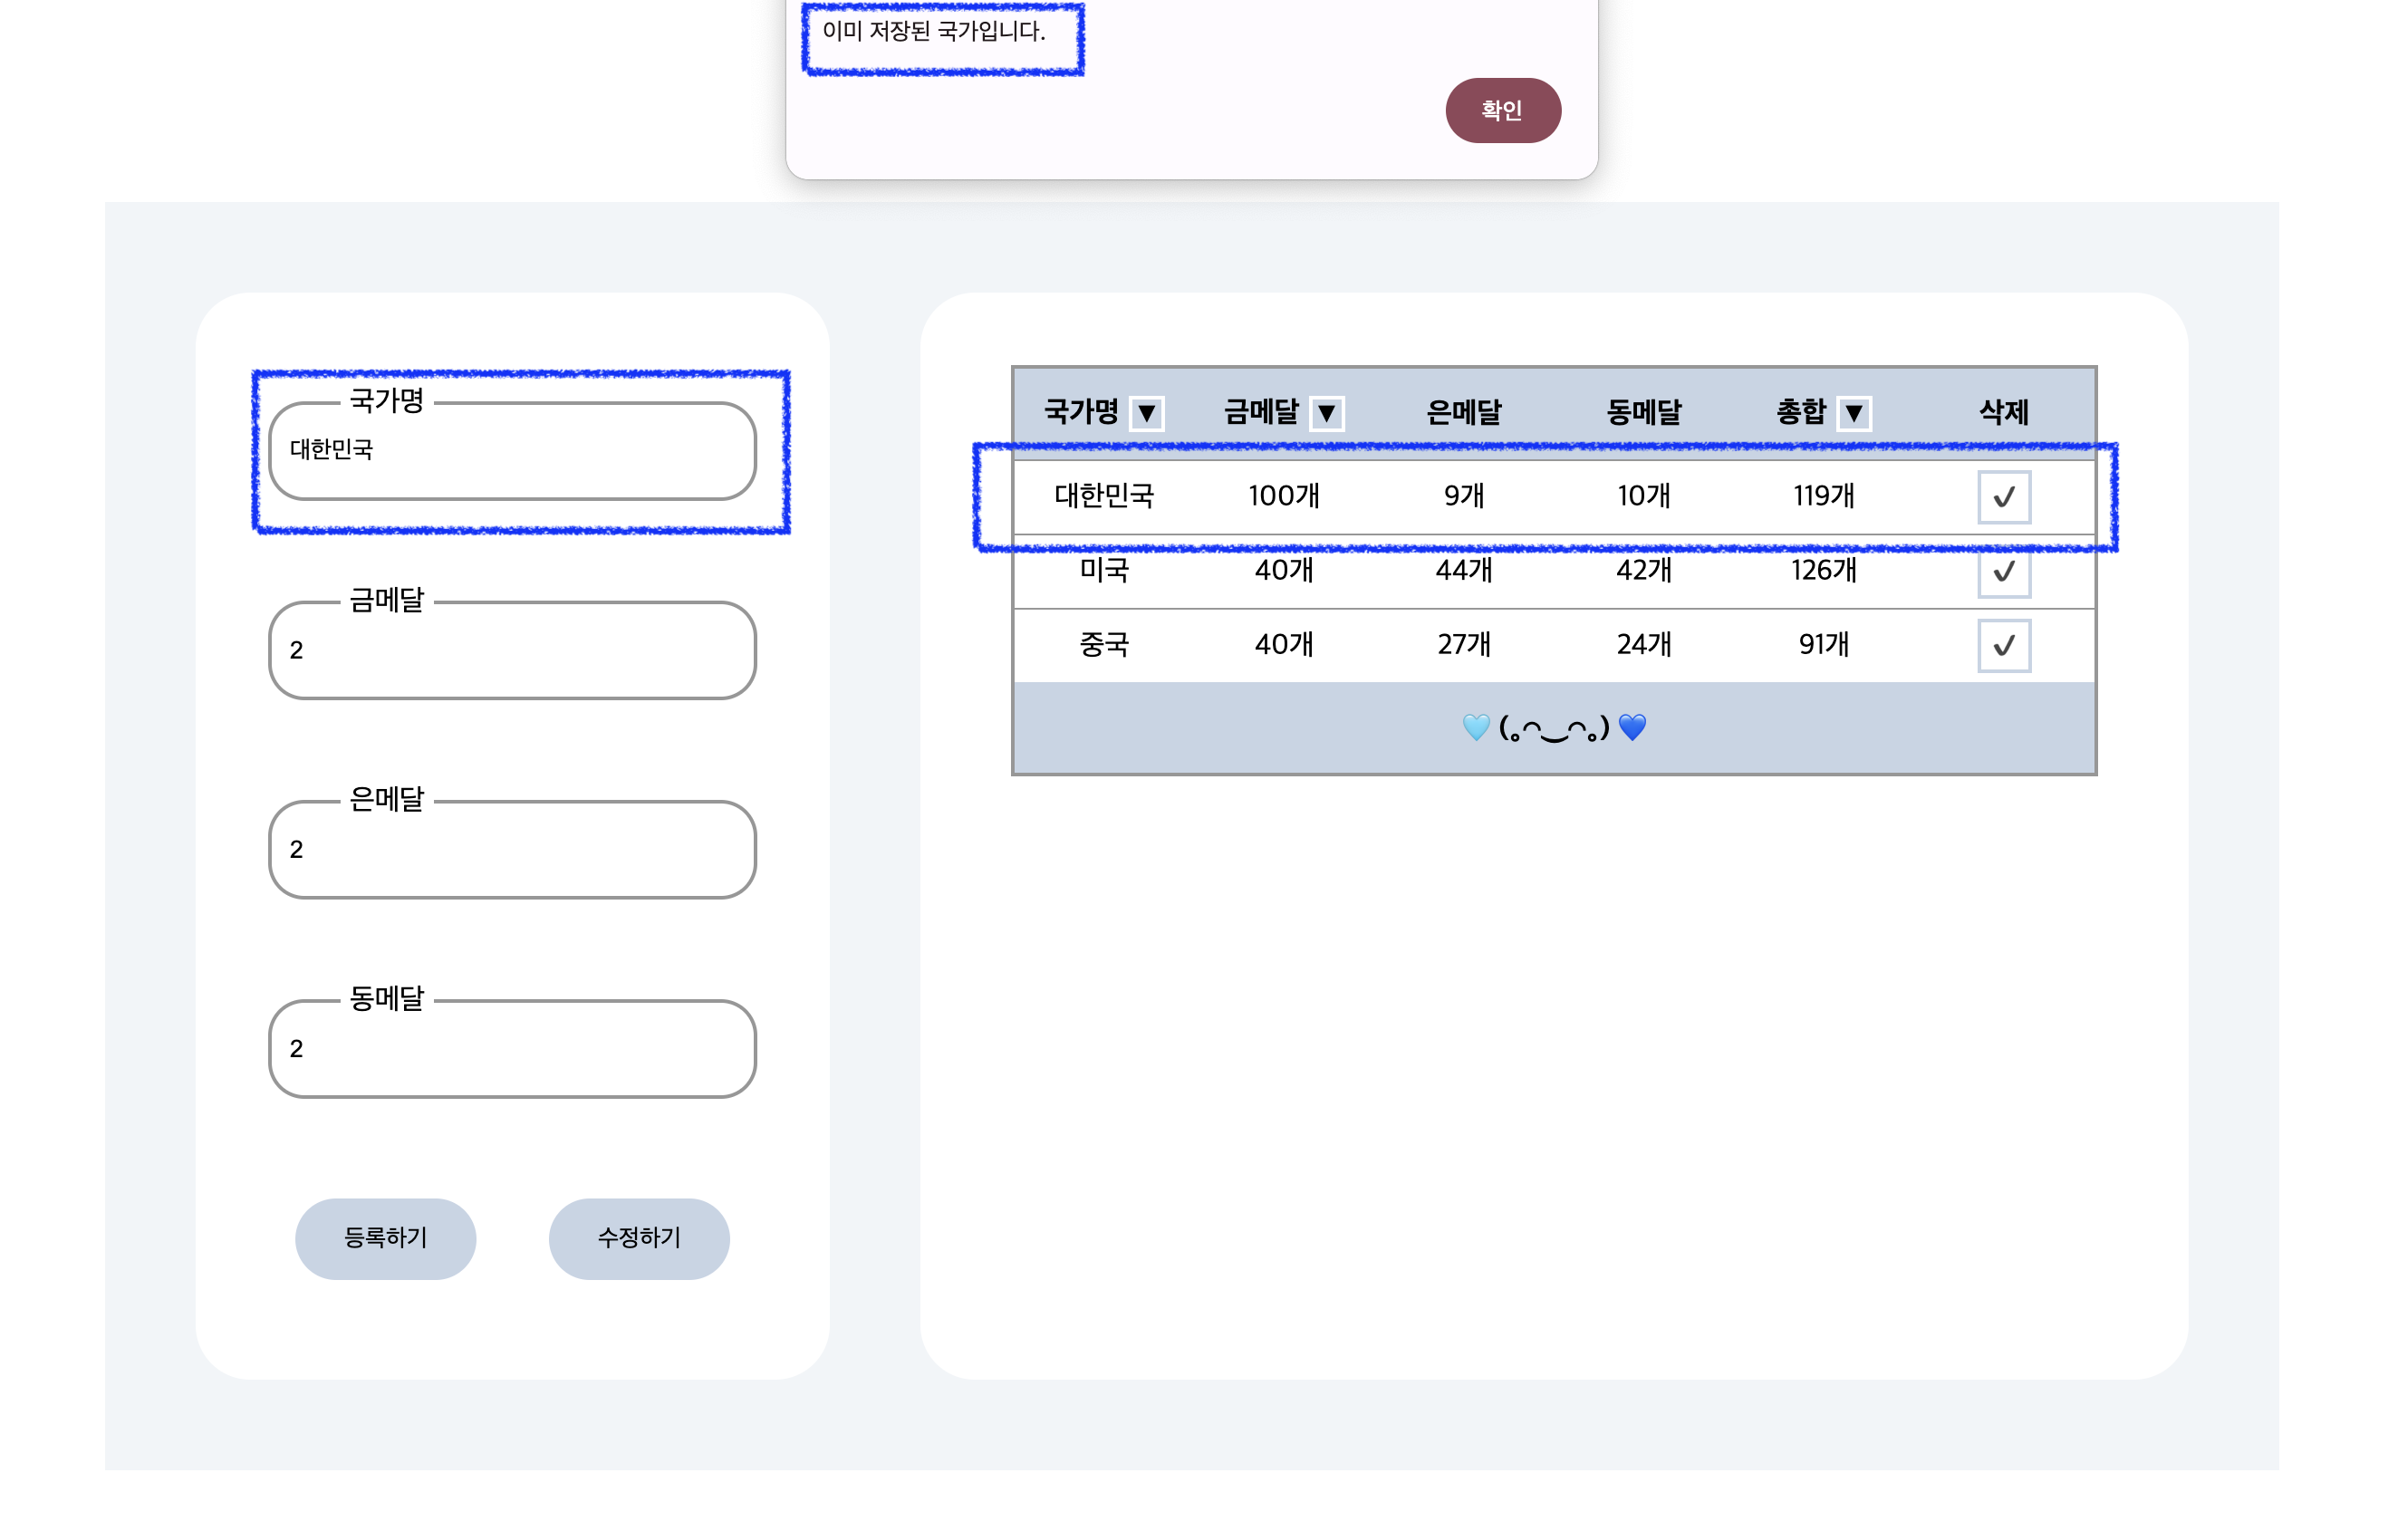 이미 저장된 국가입니다.
확인
국가명
대한민국
금메달
2
은메달
2
동메달
2
등록하기 수정하기
국가명 ▼ 금메달 ▼ 은메달 동메달 총합 ▼ 삭제
대한민국 100개 9개 10개 119개 ✓
미국 40개 44개 42개 126개 ✓
중국 40개 27개 24개 91개 ✓
🩵 (｡◠‿◠｡) 💙